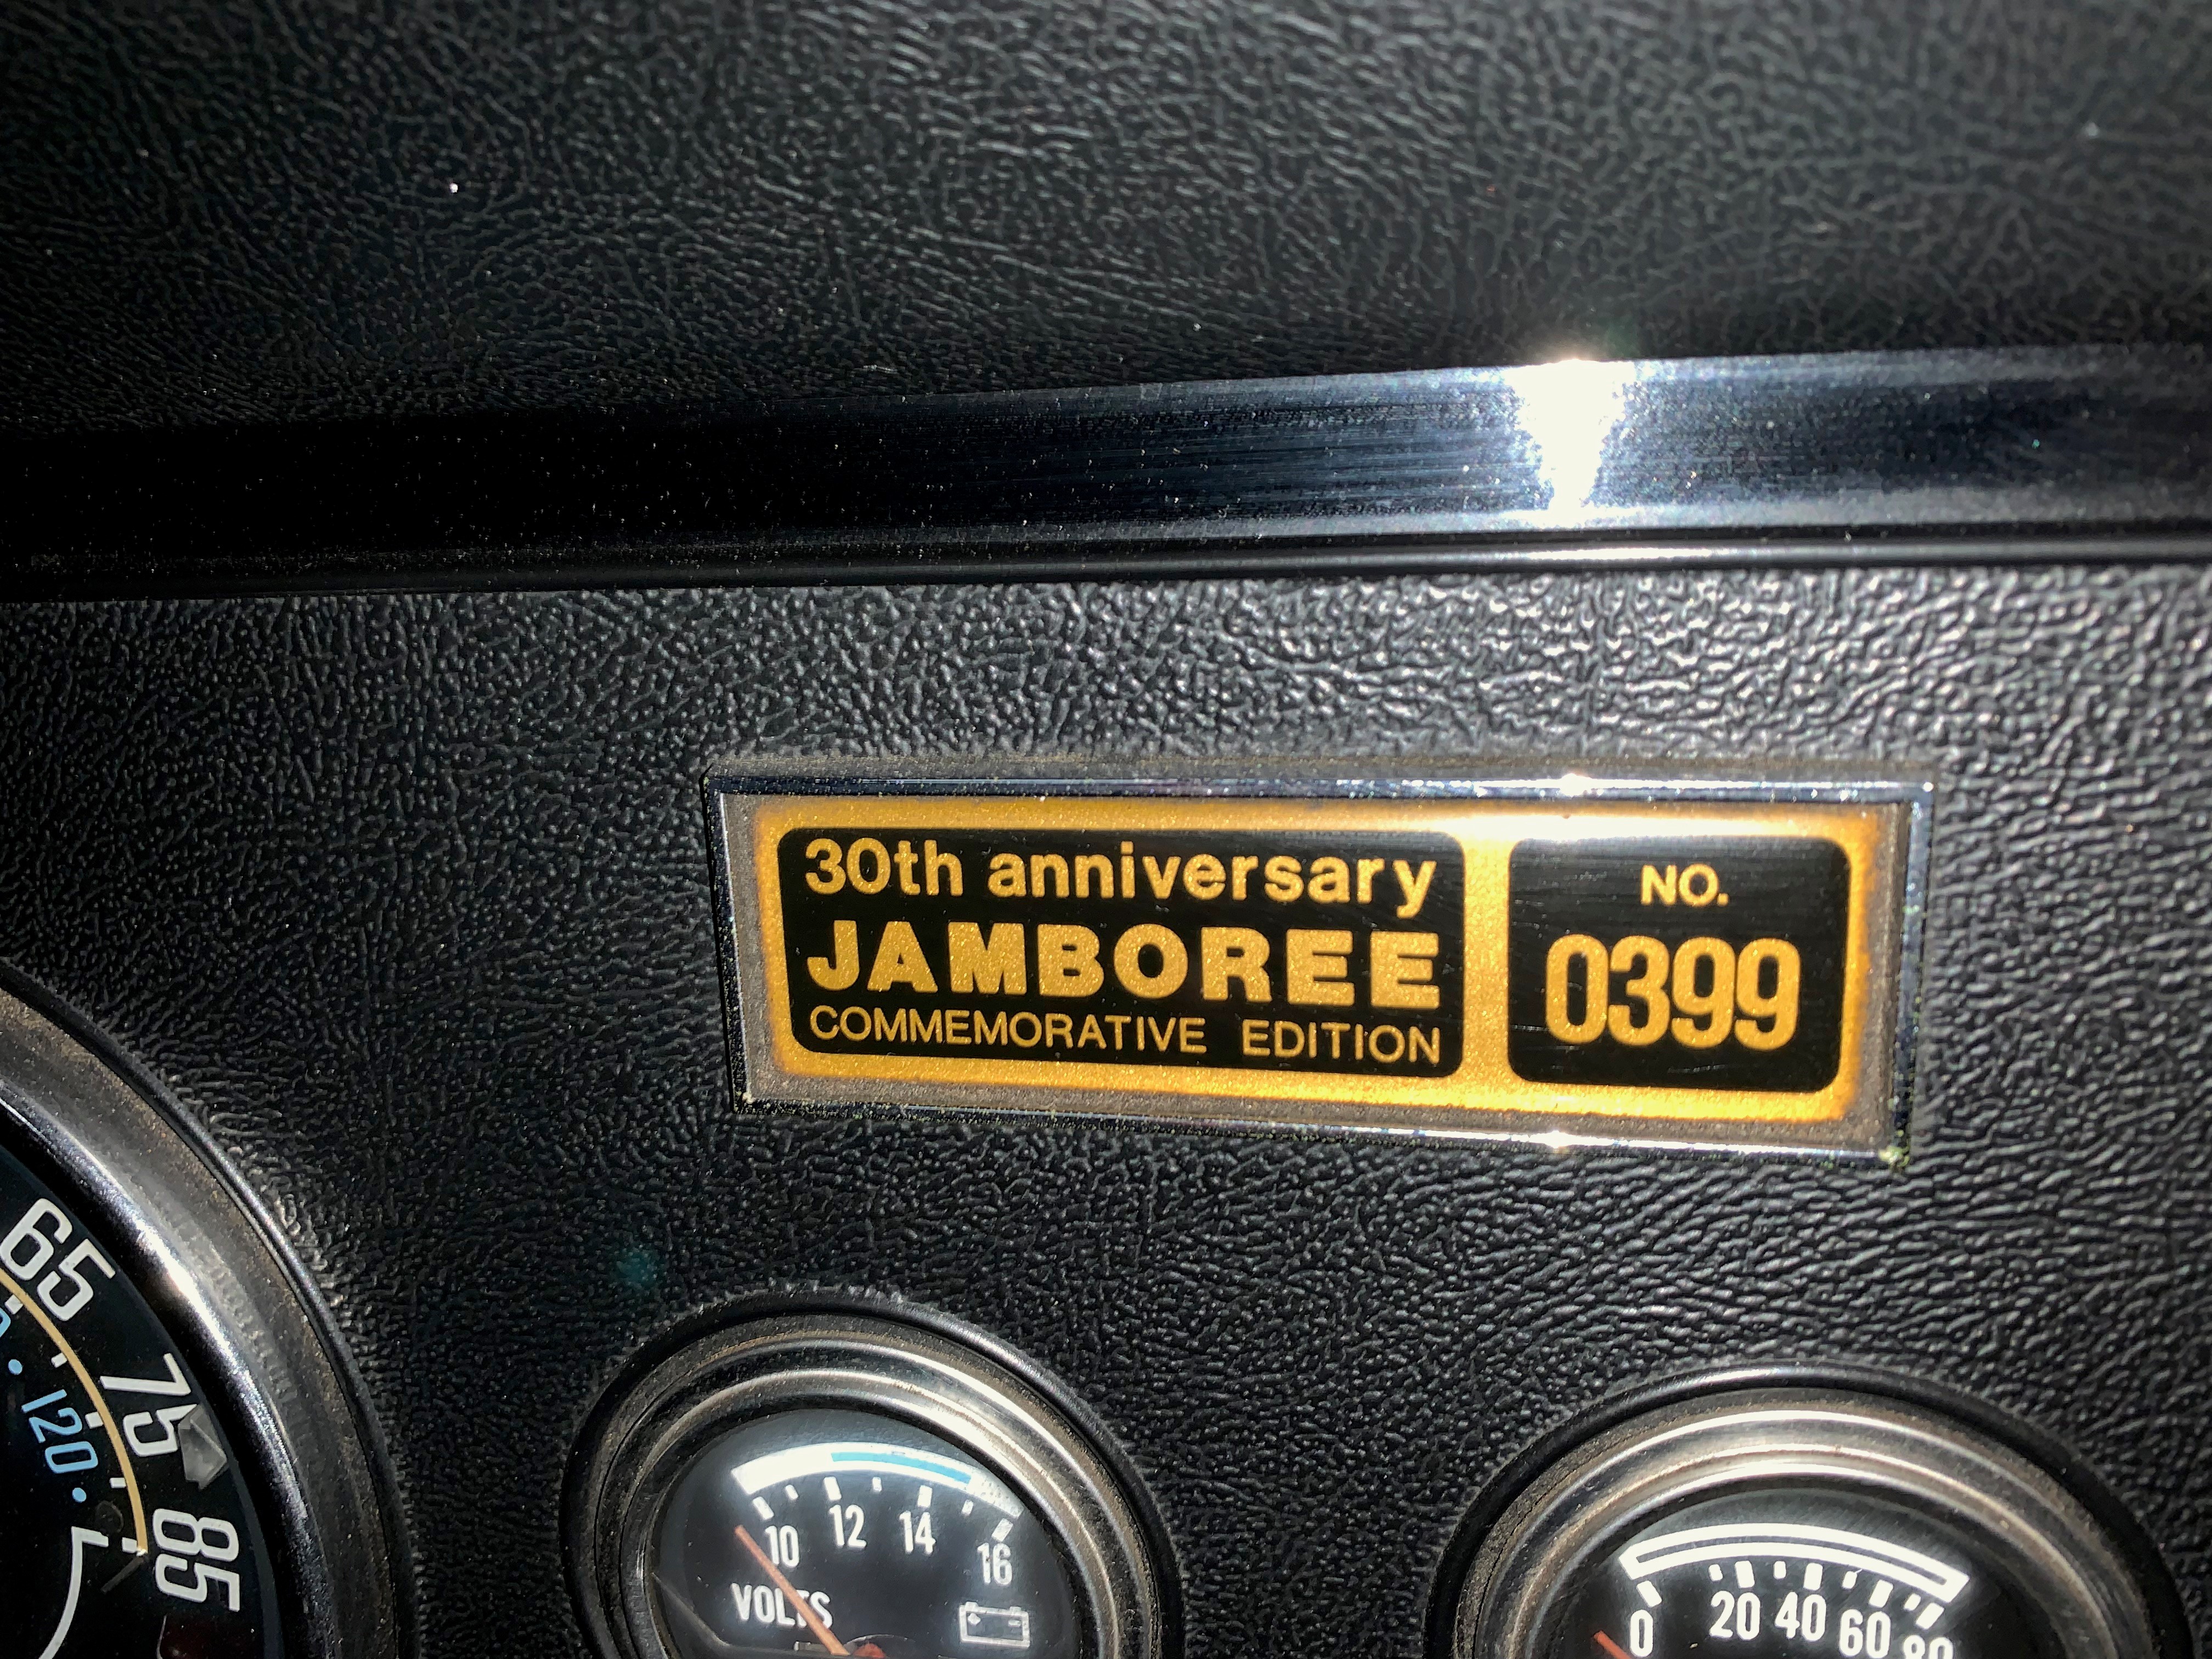 30th anniversary
JAMBOREE
COMMEMORATIVE EDITION
NO.
0399
65
75
85
120
10 12 14 16
VOLTS
0 20 40 60 80